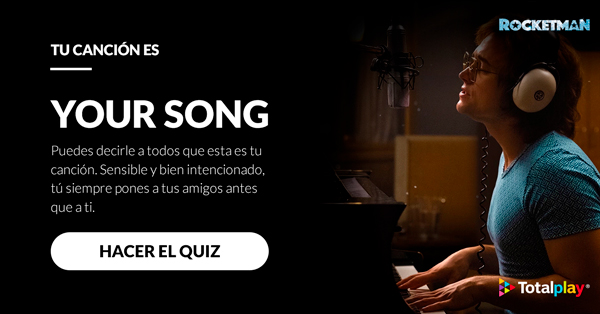 ROCKETMAN
TU CANCIÓN ES
YOUR SONG
Puedes decirle a todos que esta es tu
canción. Sensible y bien intencionado,
tú siempre pones a tus amigos antes
que a ti.
HACER EL QUIZ
Totalplay®